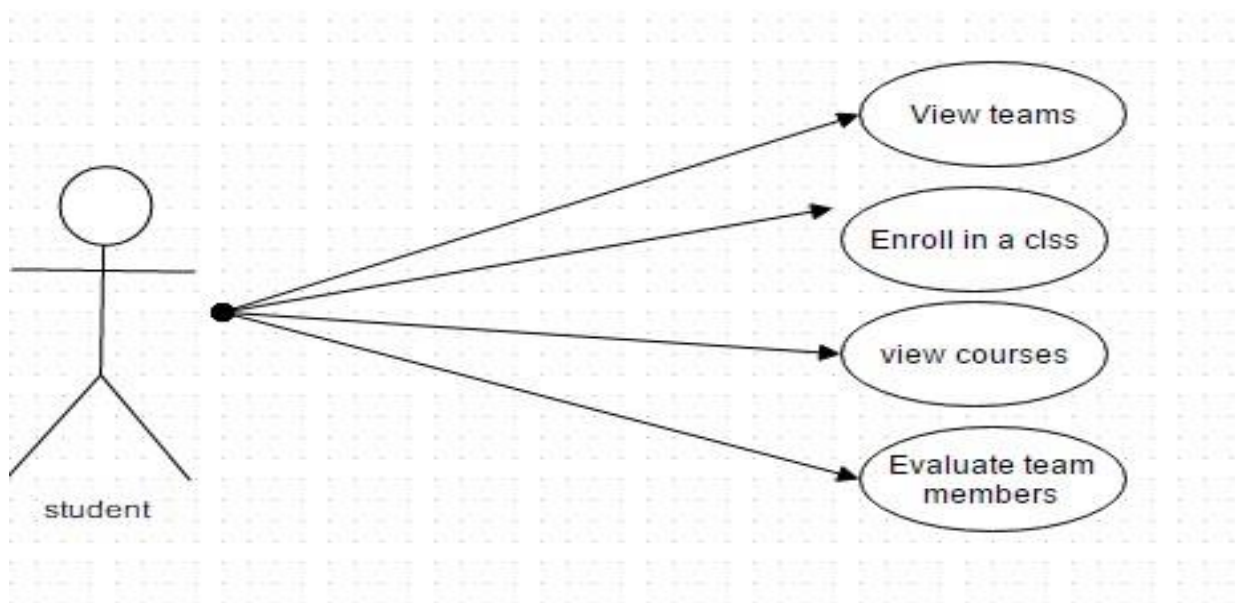 View teams
Enroll in a clss
view courses
Evaluate team
members
student